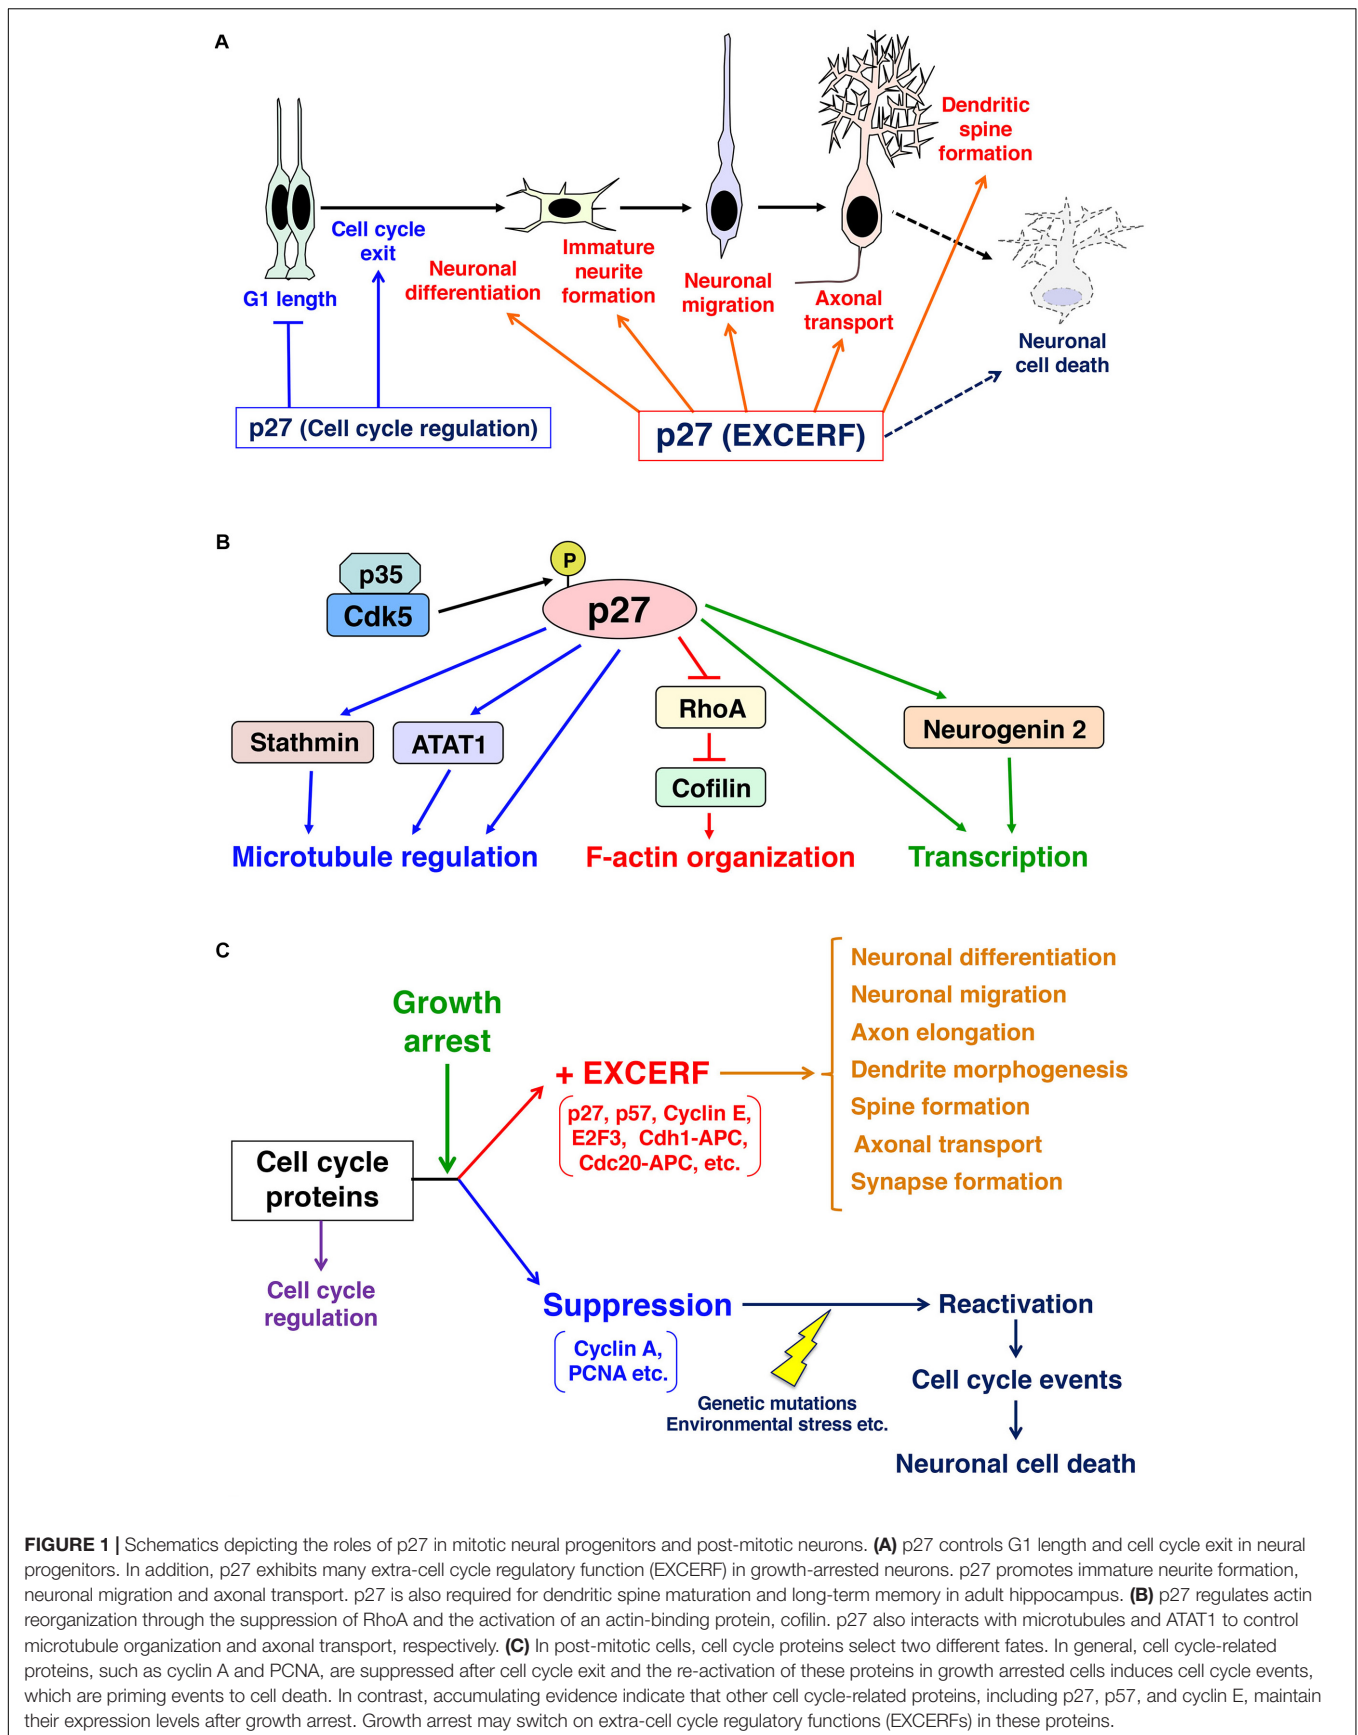 A
Dendritic
spine
formation
Cell cycle
exit
G1 length
Neuronal
differentiation
Immature
neurite
formation
Neuronal
migration
Axonal
transport
Neuronal
cell death
p27 (Cell cycle regulation)
p27 (EXCERF)
B
P
p35
Cdk5
p27
Stathmin
ATAT1
RhoA
Cofilin
Neurogenin 2
Microtubule regulation
F-actin organization
Transcription
C
Growth
arrest
Cell cycle
proteins
Cell cycle
regulation
+ EXCERF
p27, p57, Cyclin E,
E2F3, Cdh1-APC,
Cdc20-APC, etc.
Neuronal differentiation
Neuronal migration
Axon elongation
Dendrite morphogenesis
Spine formation
Axonal transport
Synapse formation
Suppression
Cyclin A,
PCNA etc.
Genetic mutations
Environmental stress etc.
Reactivation
Cell cycle events
Neuronal cell death
FIGURE 1 | Schematics depicting the roles of p27 in mitotic neural progenitors and post-mitotic neurons. (A) p27 controls G1 length and cell cycle exit in neural
progenitors. In addition, p27 exhibits many extra-cell cycle regulatory function (EXCERF) in growth-arrested neurons. p27 promotes immature neurite formation,
neuronal migration and axonal transport. p27 is also required for dendritic spine maturation and long-term memory in adult hippocampus. (B) p27 regulates actin
reorganization through the suppression of RhoA and the activation of an actin-binding protein, cofilin. p27 also interacts with microtubules and ATAT1 to control
microtubule organization and axonal transport, respectively. (C) In post-mitotic cells, cell cycle proteins select two different fates. In general, cell cycle-related
proteins, such as cyclin A and PCNA, are suppressed after cell cycle exit and the re-activation of these proteins in growth arrested cells induces cell cycle events,
which are priming events to cell death. In contrast, accumulating evidence indicate that other cell cycle-related proteins, including p27, p57, and cyclin E, maintain
their expression levels after growth arrest. Growth arrest may switch on extra-cell cycle regulatory functions (EXCERFs) in these proteins.